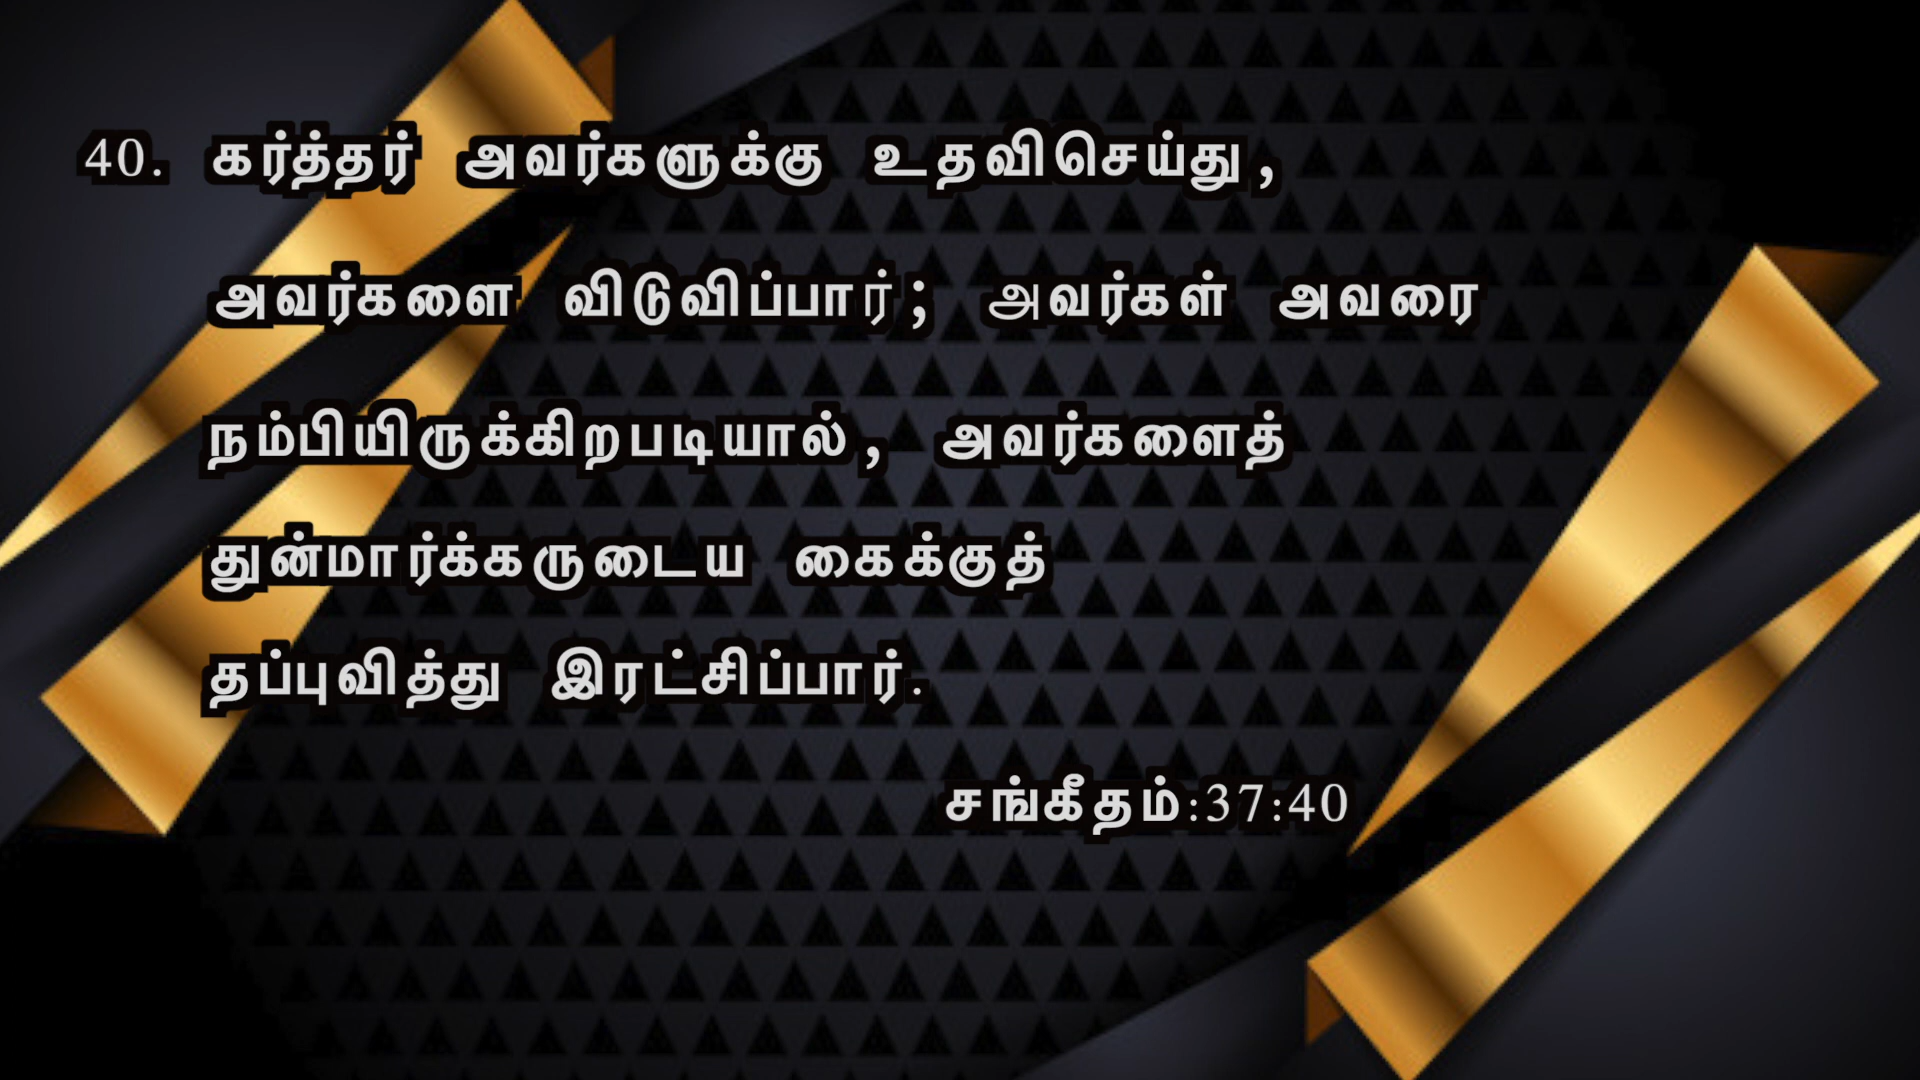 40. கர்த்தர் அவர்களுக்கு உதவிசெய்து,
அவர்களை விடுவிப்பார்; அவர்கள் அவரை
நம்பியிருக்கிறபடியால், அவர்களைத்
துன்மார்க்கருடைய கைக்குத்
தப்புவித்து இரட்சிப்பார்.
சங்கீதம்:37:40